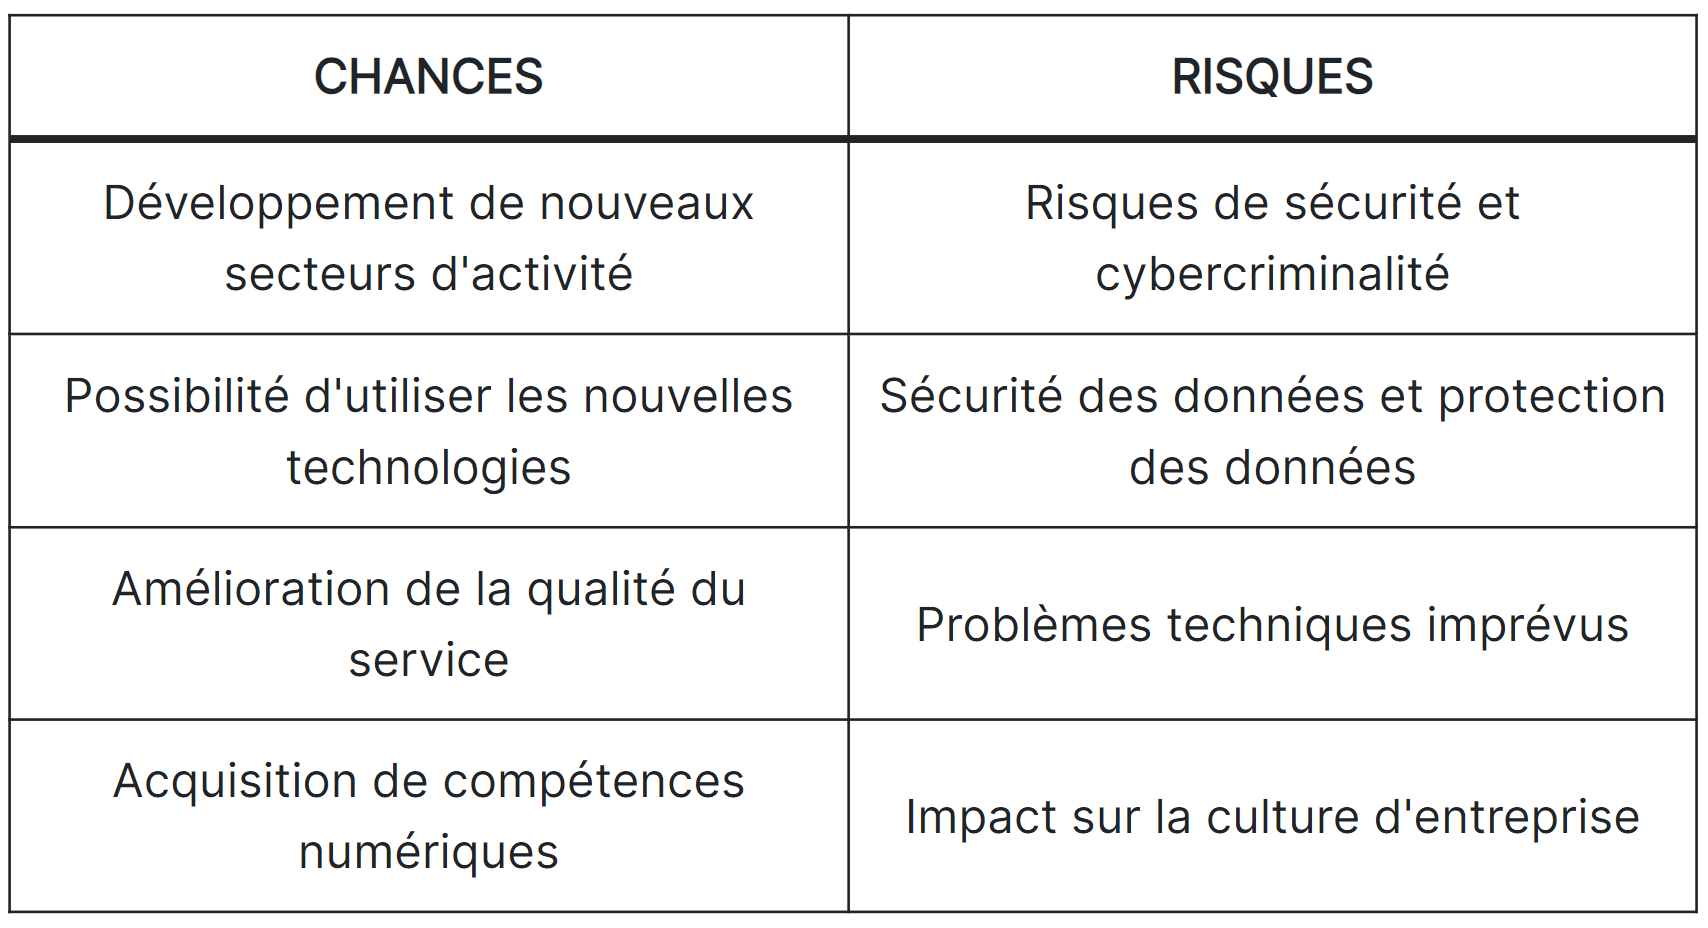 CHANCES
RISQUES
Développement de nouveaux
secteurs d'activité
Risques de sécurité et
cybercriminalité
Possibilité d'utiliser les nouvelles
technologies
Sécurité des données et protection
des données
Amélioration de la qualité du
service
Problèmes techniques imprévus
Acquisition de compétences
numériques
Impact sur la culture d'entreprise